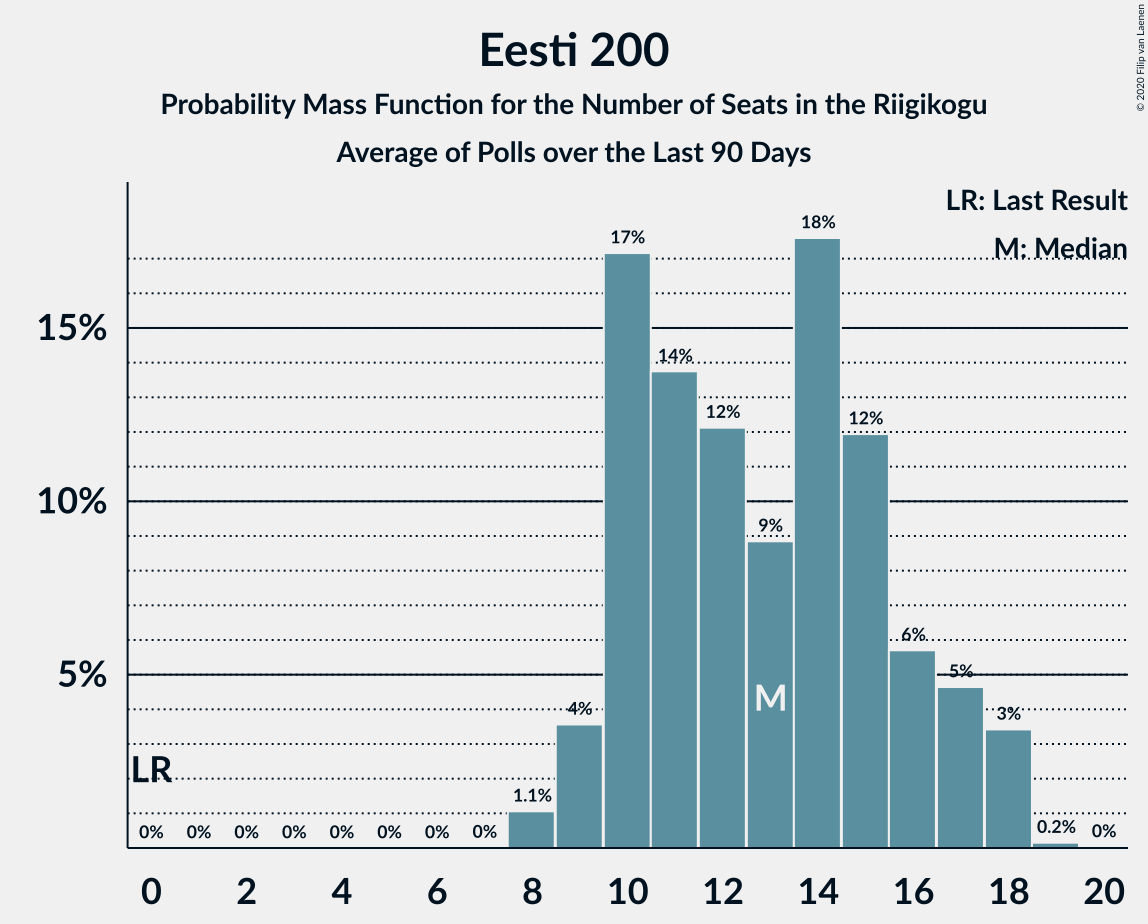 Eesti 200
Probability Mass Function for the Number of Seats in the Riigikogu
Average of Polls over the Last 90 Days
© 2020 Filip van Laenen
LR: Last Result
M: Median
15%
10%
5%
0% 0% 0% 0% 0% 0% 0% 0% 1.1% 4% 17% 14% 12% 9% 18% 12% 6% 5% 3% 0.2% 0%
LR
M
0 2 4 6 8 10 12 14 16 18 20